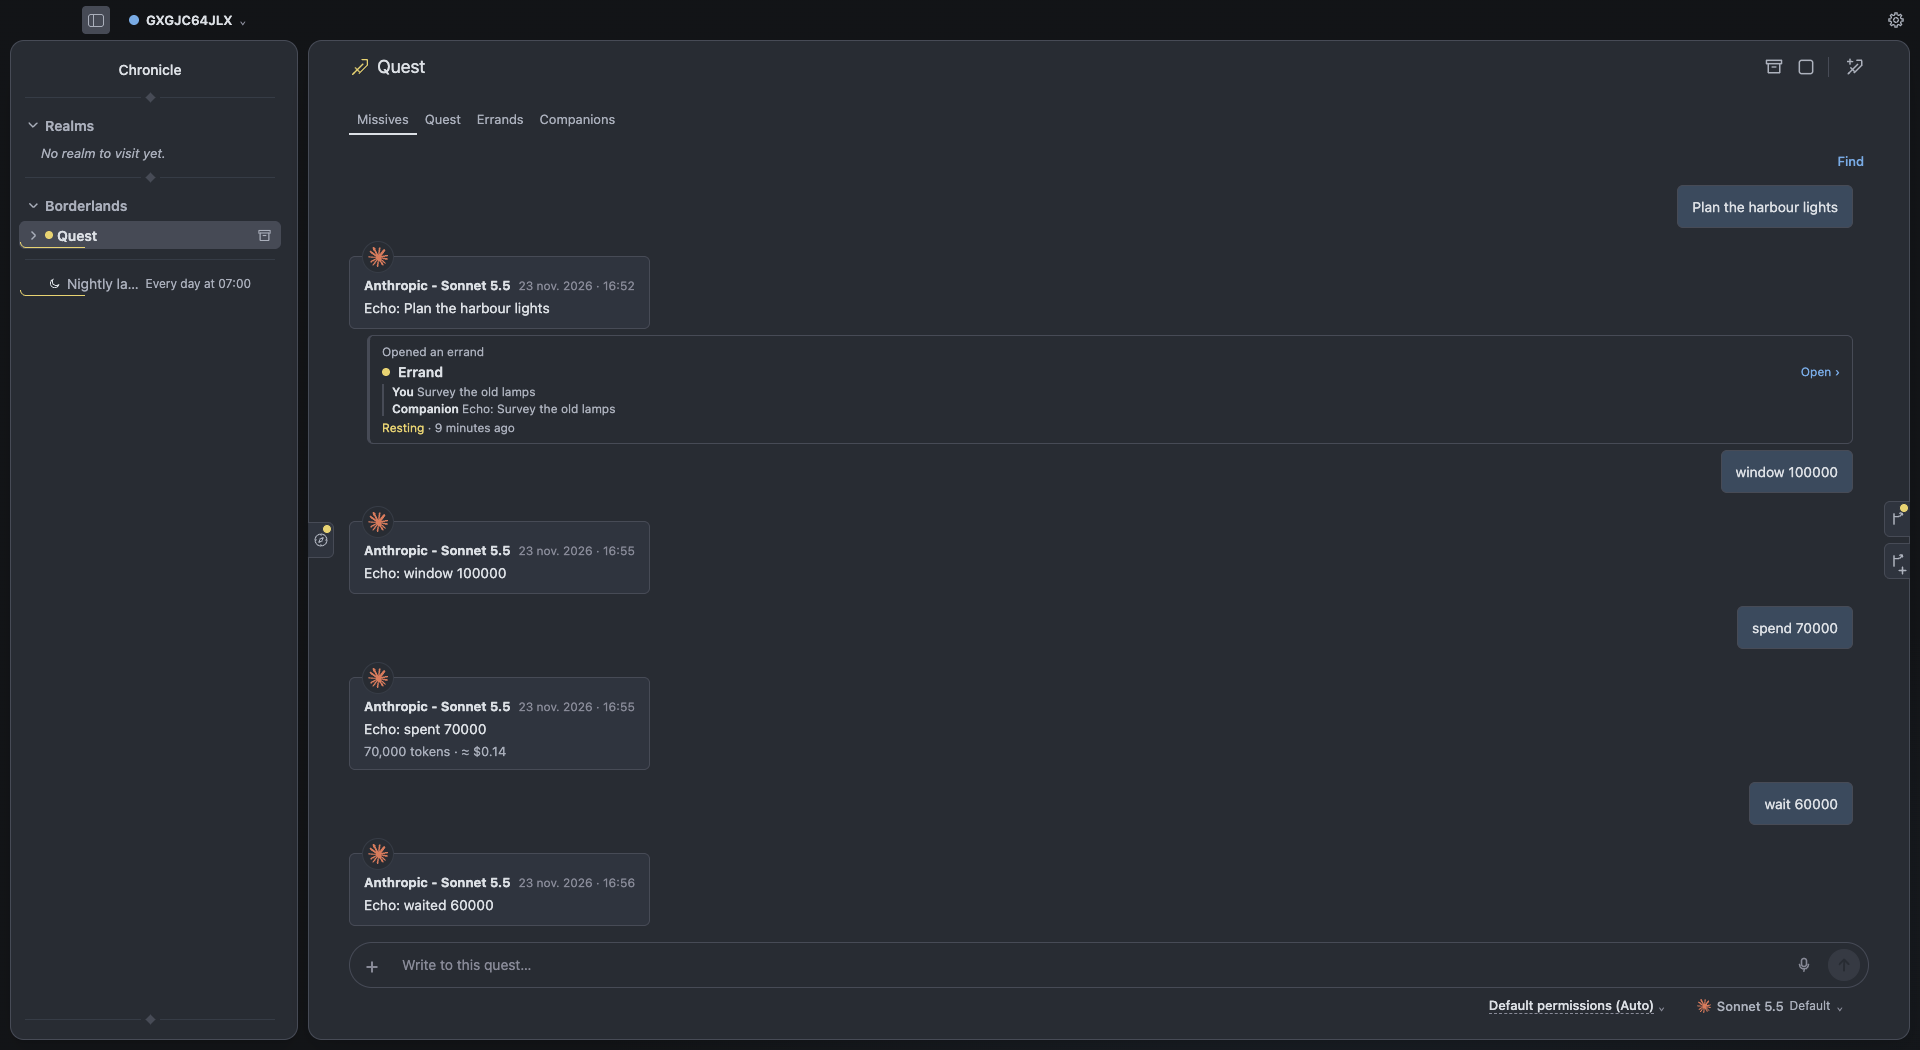 GXGJC64JLX
Chronicle
Realms
No realm to visit yet.
Borderlands
Quest
Nightly la... Every day at 07:00
Quest
Missives Quest Errands Companions
Find
Plan the harbour lights
Anthropic - Sonnet 5.5 23 nov. 2026 · 16:52
Echo: Plan the harbour lights
Opened an errand
Errand
Open ›
You Survey the old lamps
Companion Echo: Survey the old lamps
Resting · 9 minutes ago
window 100000
Anthropic - Sonnet 5.5 23 nov. 2026 · 16:55
Echo: window 100000
spend 70000
Anthropic - Sonnet 5.5 23 nov. 2026 · 16:55
Echo: spent 70000
70,000 tokens · ≈ $0.14
wait 60000
Anthropic - Sonnet 5.5 23 nov. 2026 · 16:56
Echo: waited 60000
Write to this quest...
Default permissions (Auto)
Sonnet 5.5 Default